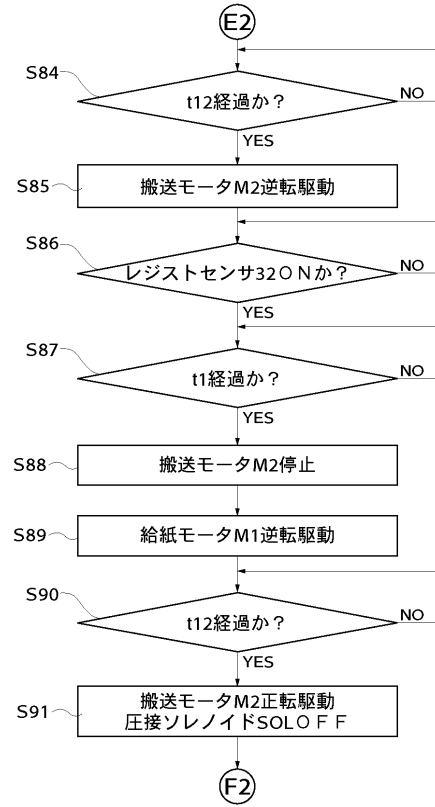 E2
S84
t12経過か？
NO
YES
S85
搬送モータM2逆転駆動
S86
レジストセンサ32ＯＮか？
NO
YES
S87
t1経過か？
NO
YES
S88
搬送モータM2停止
S89
給紙モータM1逆転駆動
S90
t12経過か？
NO
YES
S91
搬送モータM2正転駆動
圧接ソレノイドSOLＯＦＦ
F2